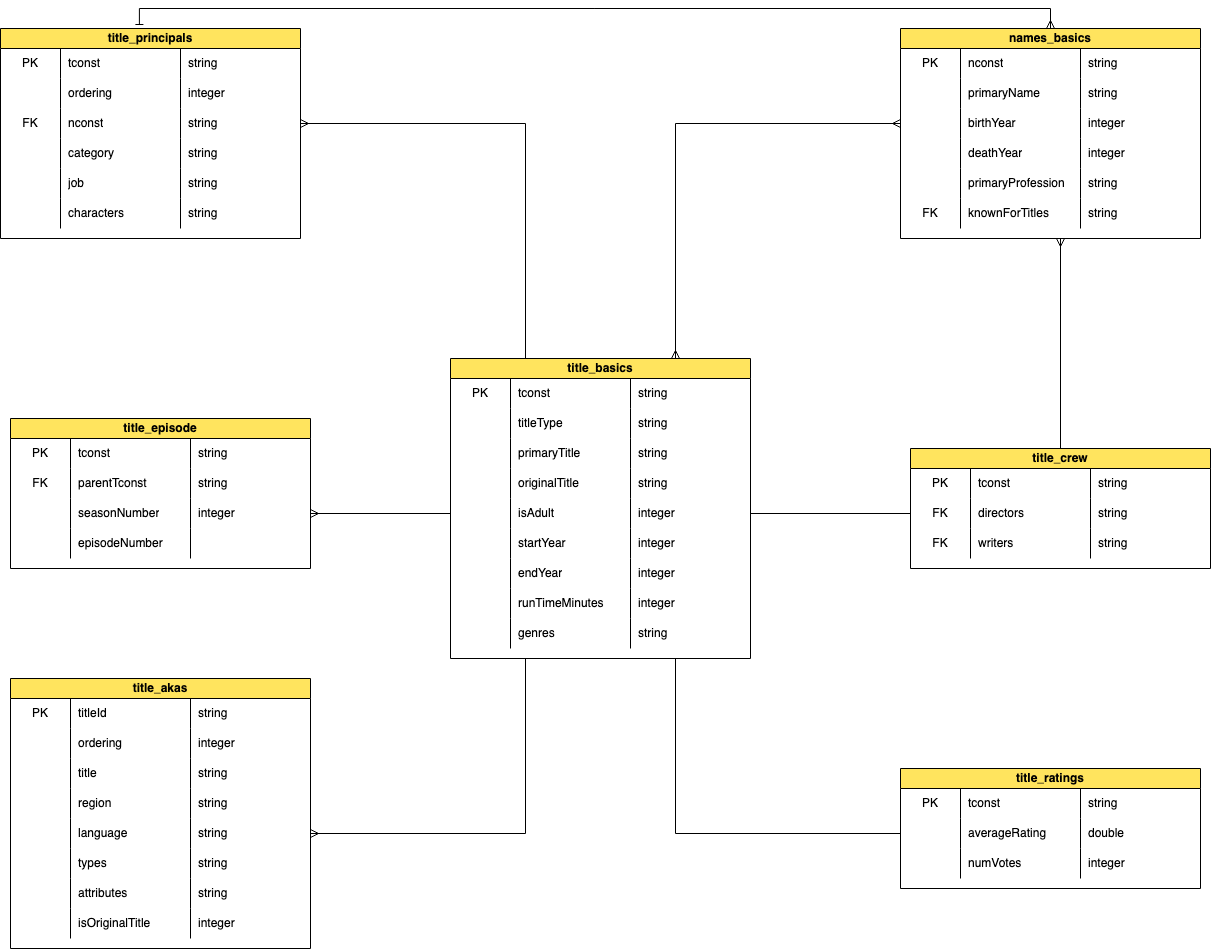 title_principals
PK tconst string
ordering integer
FK nconst string
category string
job string
characters string
names_basics
PK nconst string
primaryName string
birthYear integer
deathYear integer
primaryProfession string
FK knownForTitles string
title_basics
PK tconst string
titleType string
primaryTitle string
originalTitle string
isAdult integer
startYear integer
endYear integer
runTimeMinutes integer
genres string
title_episode
PK tconst string
FK parentTconst string
seasonNumber integer
episodeNumber
title_crew
PK tconst string
FK directors string
FK writers string
title_akas
PK titleId string
ordering integer
title string
region string
language string
types string
attributes string
isOriginalTitle integer
title_ratings
PK tconst string
averageRating double
numVotes integer